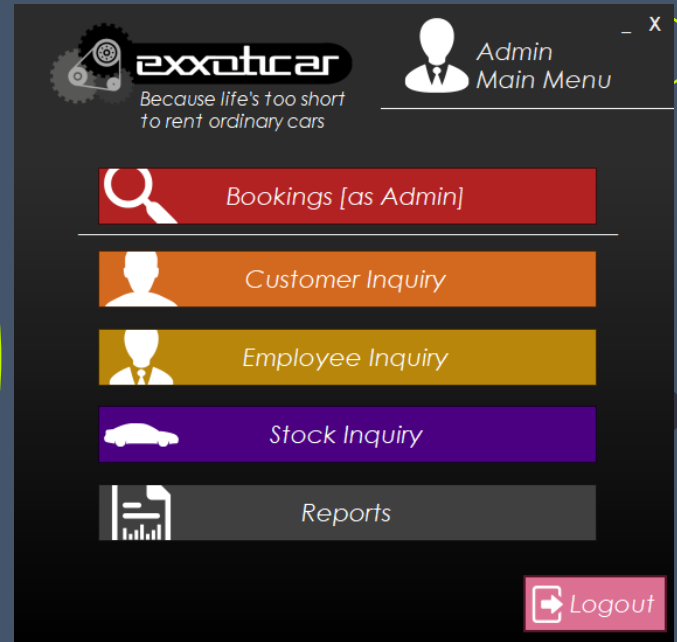 _ X
exxoticar
Because life's too short
to rent ordinary cars
Admin
Main Menu
Bookings [as Admin]
Customer Inquiry
Employee Inquiry
Stock Inquiry
Reports
Logout